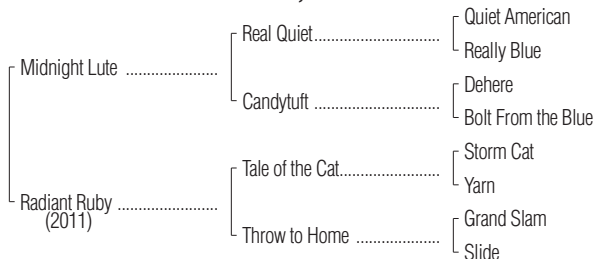 Quiet American
Real Quiet....................................
Really Blue
Midnight Lute ......................
Dehere
Candytuft .................................
Bolt From the Blue
Storm Cat
Tale of the Cat............................
Yarn
Radiant Ruby ........................
(2011)
Grand Slam
Throw to Home ....................
Slide